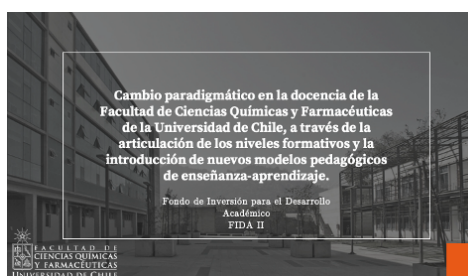 Cambio paradigmático en la docencia de la
Facultad de Ciencias Químicas y Farmacéuticas
de la Universidad de Chile, a través de la
articulación de los niveles formativos y la
introducción de nuevos modelos pedagógicos
de enseñanza-aprendizaje.
Fondo de Inversión para el Desarrollo
Académico
FIDA II
FACULTAD DE
CIENCIAS QUÍMICAS
Y FARMACÉUTICAS
UNIVERSIDAD DE CHILE